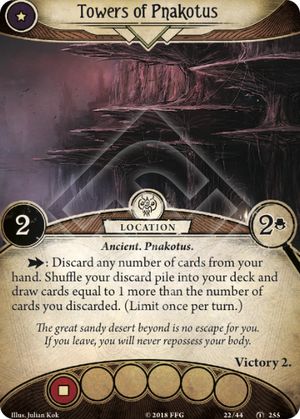 Towers of Pnakotus
2
LOCATION
2
Ancient. Pnakotus.
: Discard any number of cards from your
hand. Shuffle your discard pile into your deck and
draw cards equal to 1 more than the number of
cards you discarded. (Limit once per turn.)
The great sandy desert beyond is no escape for you.
If you leave, you will never repossess your body.
Victory 2.
Illus. Julian Kok
© 2018 FFG
22/44
255